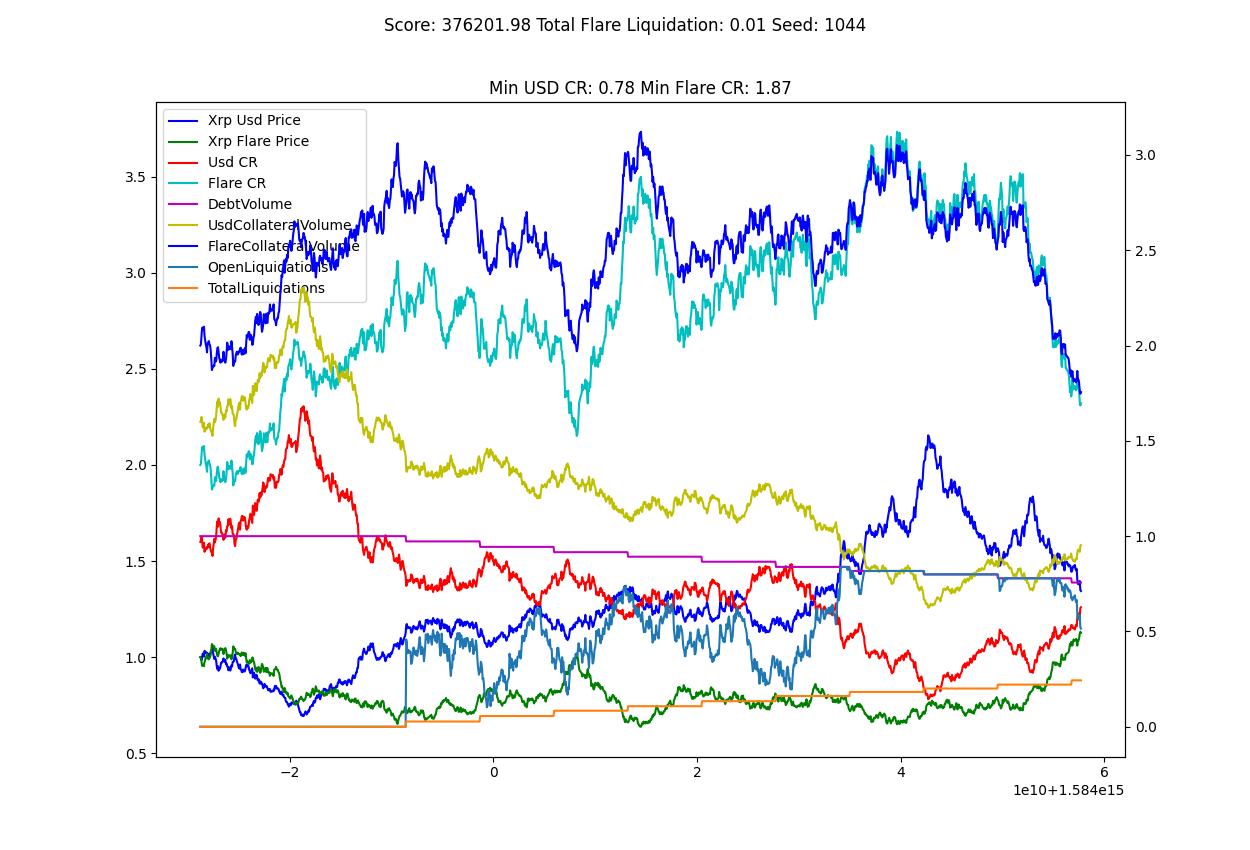 Score: 376201.98 Total Flare Liquidation: 0.01 Seed: 1044
Min USD CR: 0.78 Min Flare CR: 1.87
Xrp Usd Price
Xrp Flare Price
Usd CR
Flare CR
DebtVolume
UsdCollateralVolume
FlareCollateralVolume
OpenLiquidations
TotalLiquidations
3.5
3.0
2.5
2.0
1.5
1.0
0.5
3.0
2.5
2.0
1.5
1.0
0.5
0.0
−2 0 2 4 6
1e10+1.584e15